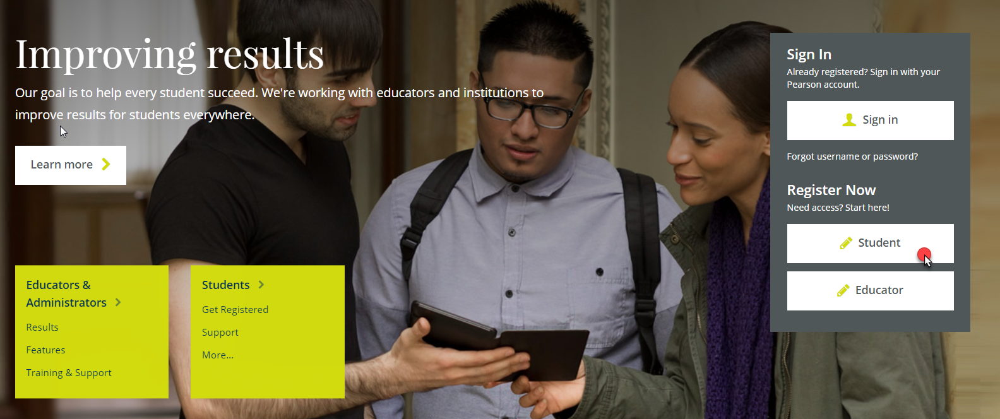 Improving results
Our goal is to help every student succeed. We're working with educators and institutions to
improve results for students everywhere.
Learn more
Educators &
Administrators
Results
Features
Training & Support
Students
Get Registered
Support
More...
Sign In
Already registered? Sign in with your
Pearson account.
Sign in
Forgot username or password?
Register Now
Need access? Start here!
Student
Educator